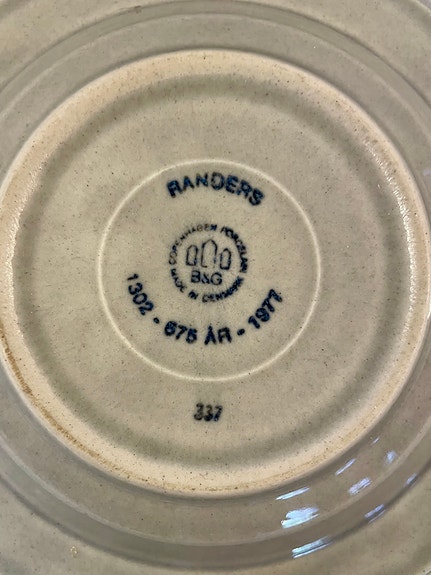 RANDERS
COPENHAGEN PORCELAIN
B&G
MADE IN DENMARK
1302 - 675 ÅR - 1977
337